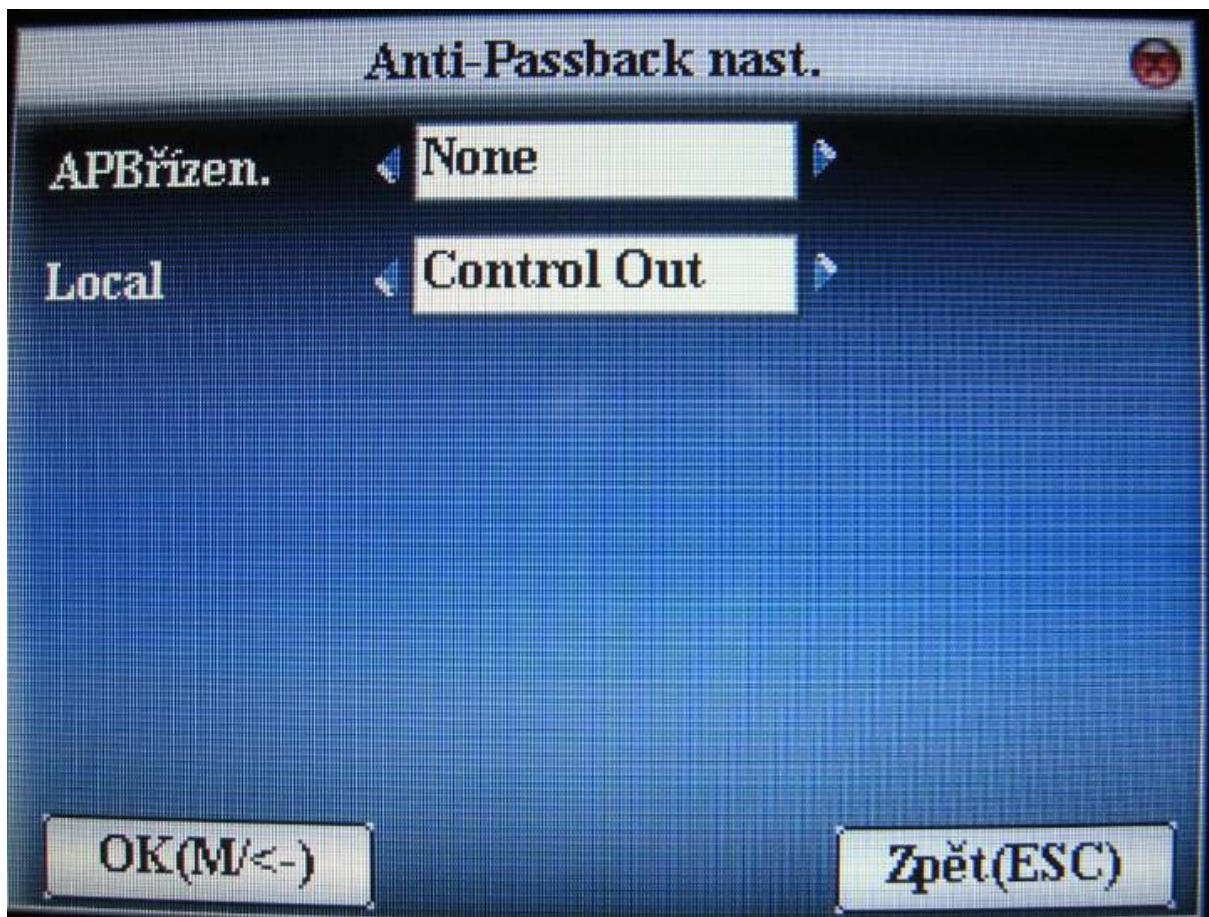 Anti-Passback nast.
APBřízen. None
Local Control Out
OK(M/<-) Zpět(ESC)